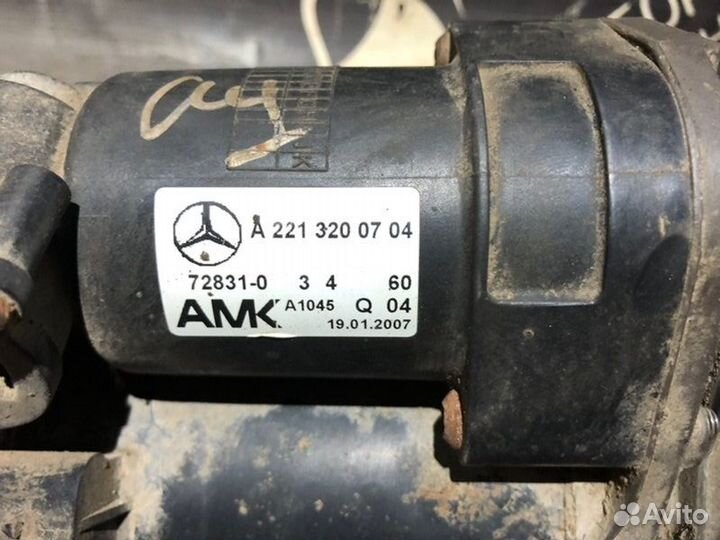 A 221 320 07 04
72831-0 3 4 60
AMK A1045 Q 04
19.01.2007
Avito